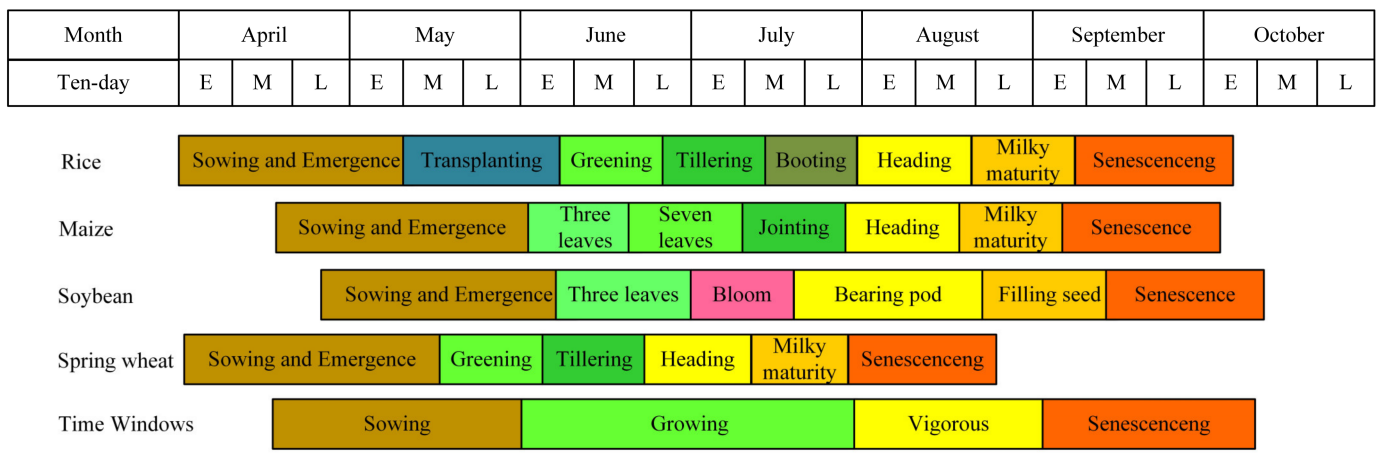 Month April May June July August September October
Ten-day E M L E M L E M L E M L E M L E M L E M L
Rice Sowing and Emergence Transplanting Greening Tillering Booting Heading Milky maturity Senescenceng
Maize Sowing and Emergence Three leaves Seven leaves Jointing Heading Milky maturity Senescence
Soybean Sowing and Emergence Three leaves Bloom Bearing pod Filling seed Senescence
Spring wheat Sowing and Emergence Greening Tillering Heading Milky maturity Senescenceng
Time Windows Sowing Growing Vigorous Senescenceng